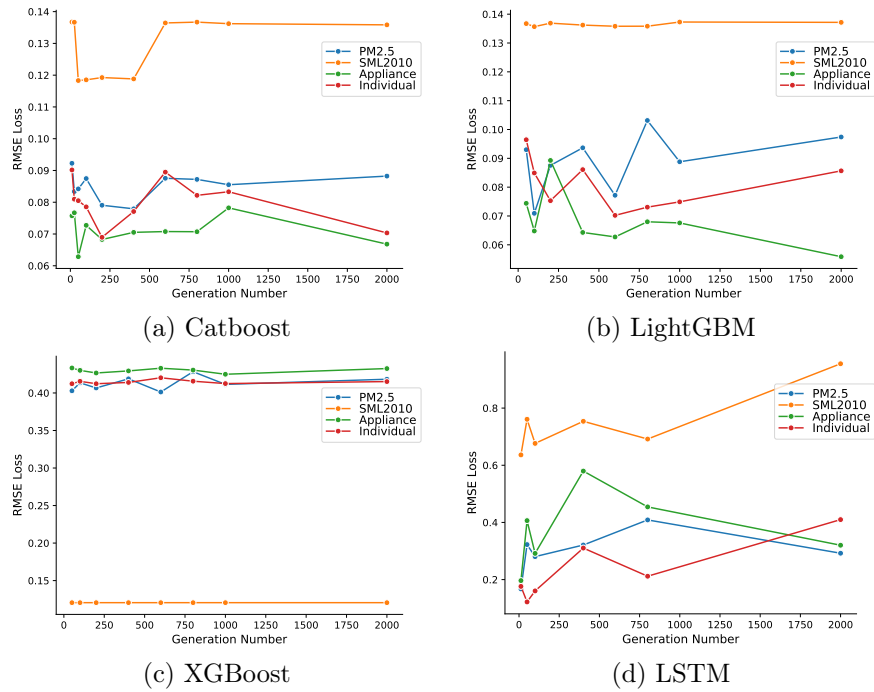 0.14
0.13
0.12
0.11
0.10
0.09
0.08
0.07
0.06
RMSE Loss
PM2.5
SML2010
Appliance
Individual
0 250 500 750 1000 1250 1500 1750 2000
Generation Number
(a) Catboost
0.14
0.13
0.12
0.11
0.10
0.09
0.08
0.07
0.06
RMSE Loss
PM2.5
SML2010
Appliance
Individual
0 250 500 750 1000 1250 1500 1750 2000
Generation Number
(b) LightGBM
0.40
0.35
0.30
0.25
0.20
0.15
RMSE Loss
PM2.5
SML2010
Appliance
Individual
0 250 500 750 1000 1250 1500 1750 2000
Generation Number
(c) XGBoost
0.8
0.6
0.4
0.2
RMSE Loss
PM2.5
SML2010
Appliance
Individual
0 250 500 750 1000 1250 1500 1750 2000
Generation Number
(d) LSTM